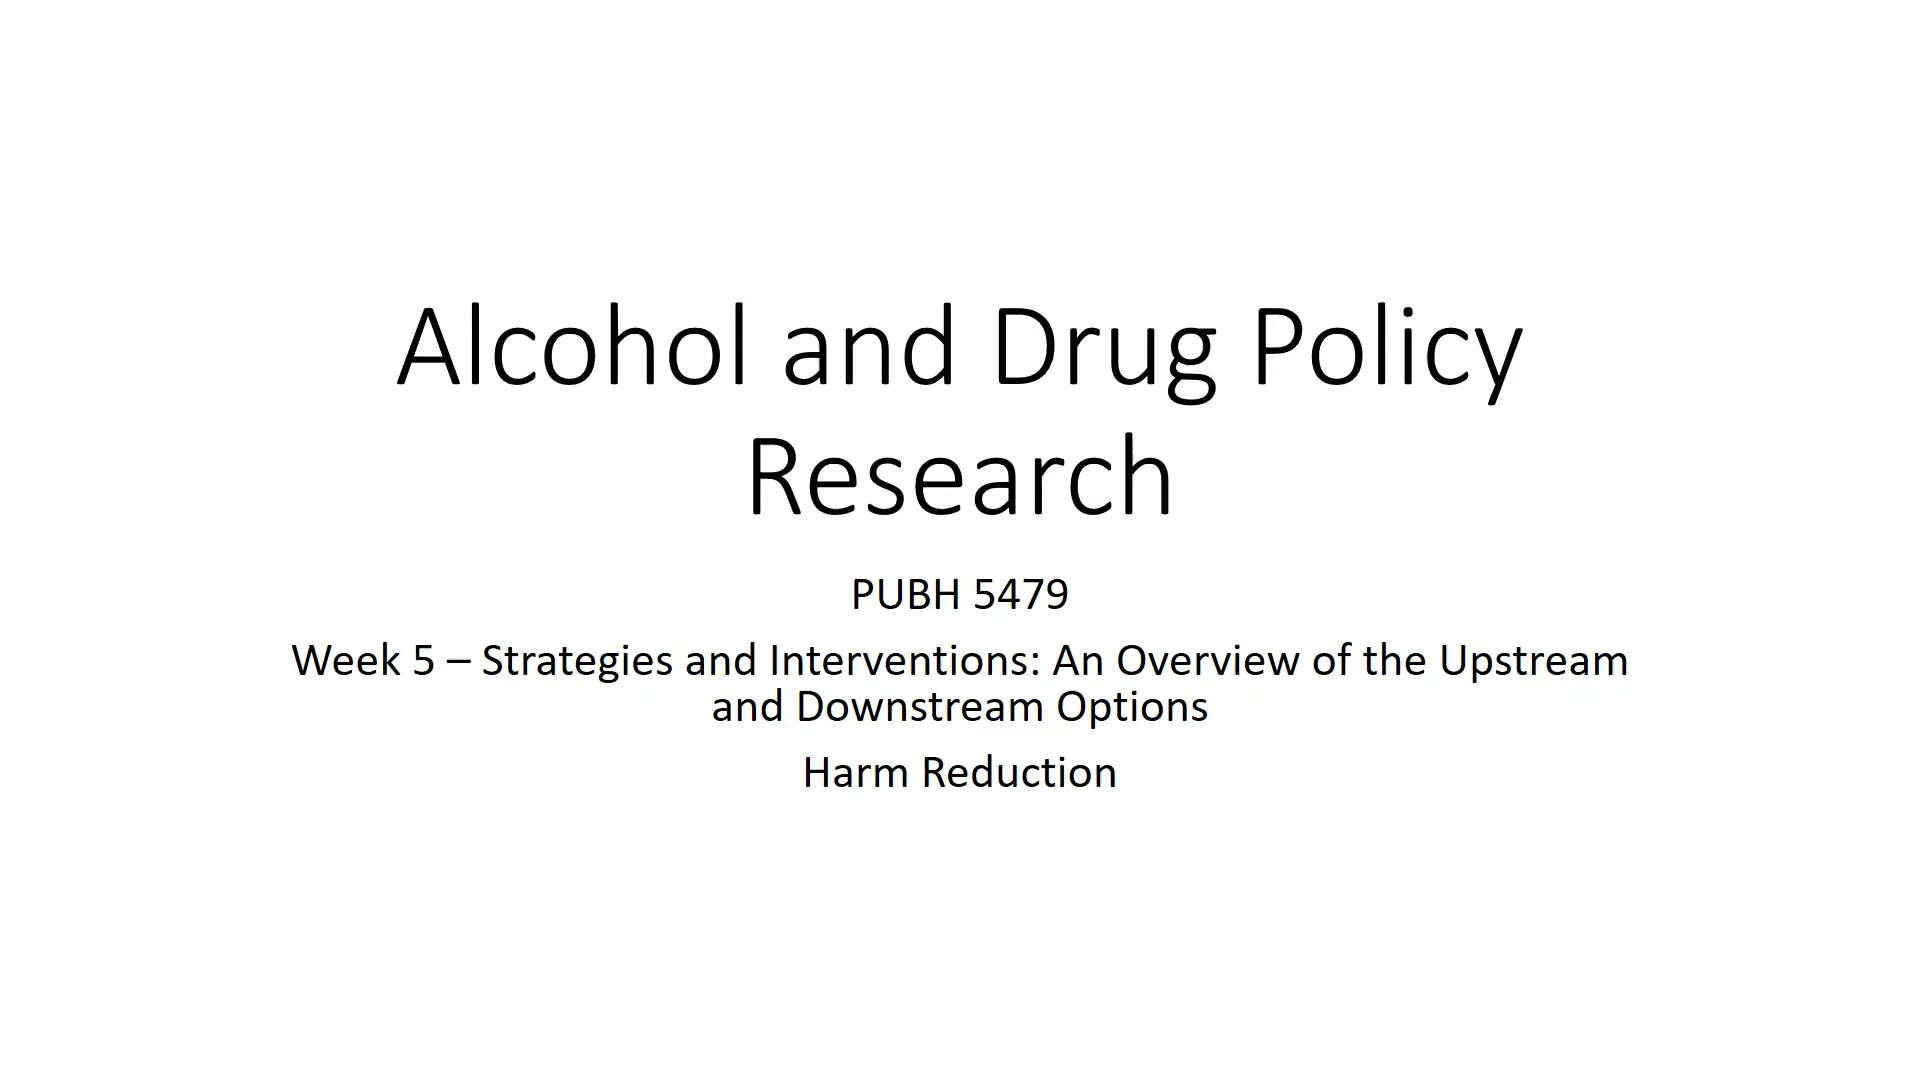 Alcohol and Drug Policy
Research
PUBH 5479
Week 5 – Strategies and Interventions: An Overview of the Upstream
and Downstream Options
Harm Reduction